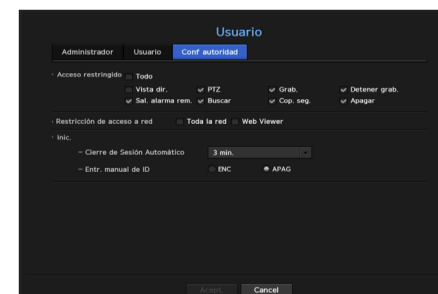 Usuario
Administrador Usuario Conf autoridad
Acceso restringido Todo
Vista dir. PTZ Grab. Detener grab.
Sal. alarma rem. Buscar Cop. seg. Apagar
Restricción de acceso a red Toda la red Web Viewer
Inic.
Cierre de Sesión Automático 3 min.
Entr. manual de ID ENC APAG
Acept. Cancel